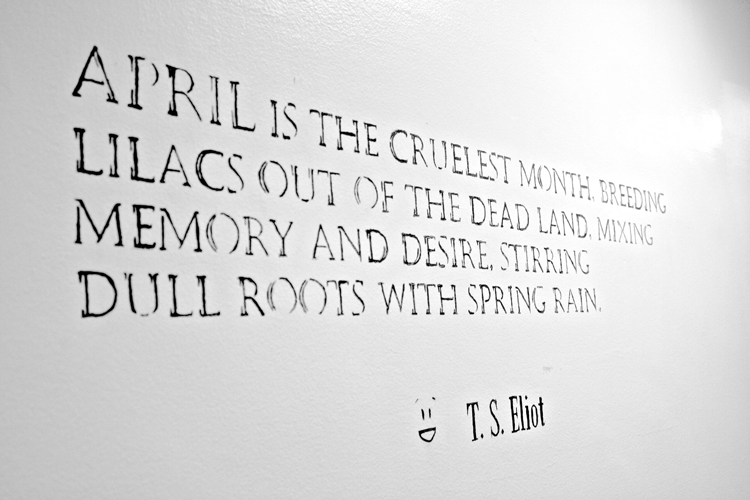 APRIL IS THE CRUELEST MONTH, BREEDING
LILACS OUT OF THE DEAD LAND, MIXING
MEMORY AND DESIRE, STIRRING
DULL ROOTS WITH SPRING RAIN.
T. S. Eliot